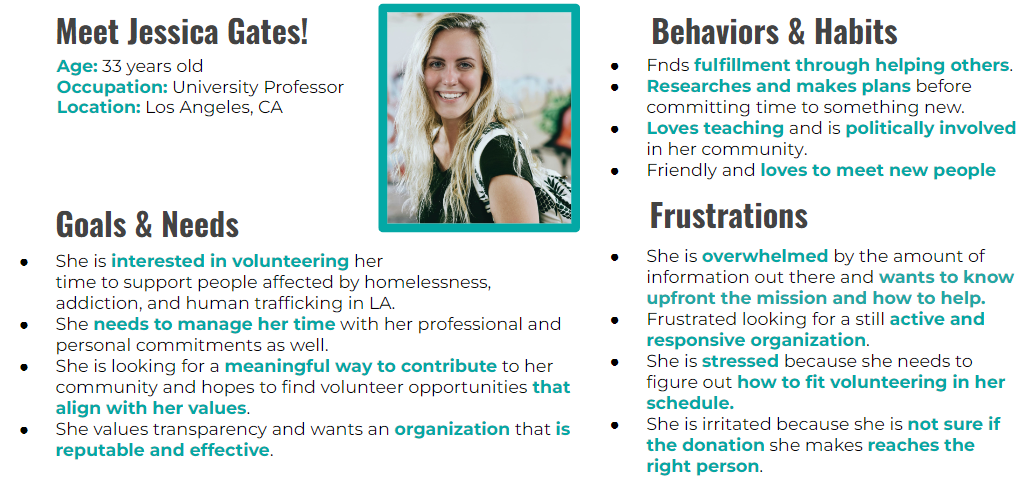 Meet Jessica Gates!
Age: 33 years old
Occupation: University Professor
Location: Los Angeles, CA
Goals & Needs
● She is interested in volunteering her
time to support people affected by homelessness,
addiction, and human trafficking in LA.
● She needs to manage her time with her professional and
personal commitments as well.
● She is looking for a meaningful way to contribute to her
community and hopes to find volunteer opportunities that
align with her values.
● She values transparency and wants an organization that is
reputable and effective.
Behaviors & Habits
● Fnds fulfillment through helping others.
● Researches and makes plans before
committing time to something new.
● Loves teaching and is politically involved
in her community.
● Friendly and loves to meet new people
Frustrations
● She is overwhelmed by the amount of
information out there and wants to know
upfront the mission and how to help.
● Frustrated looking for a still active and
responsive organization.
● She is stressed because she needs to
figure out how to fit volunteering in her
schedule.
● She is irritated because she is not sure if
the donation she makes reaches the
right person.